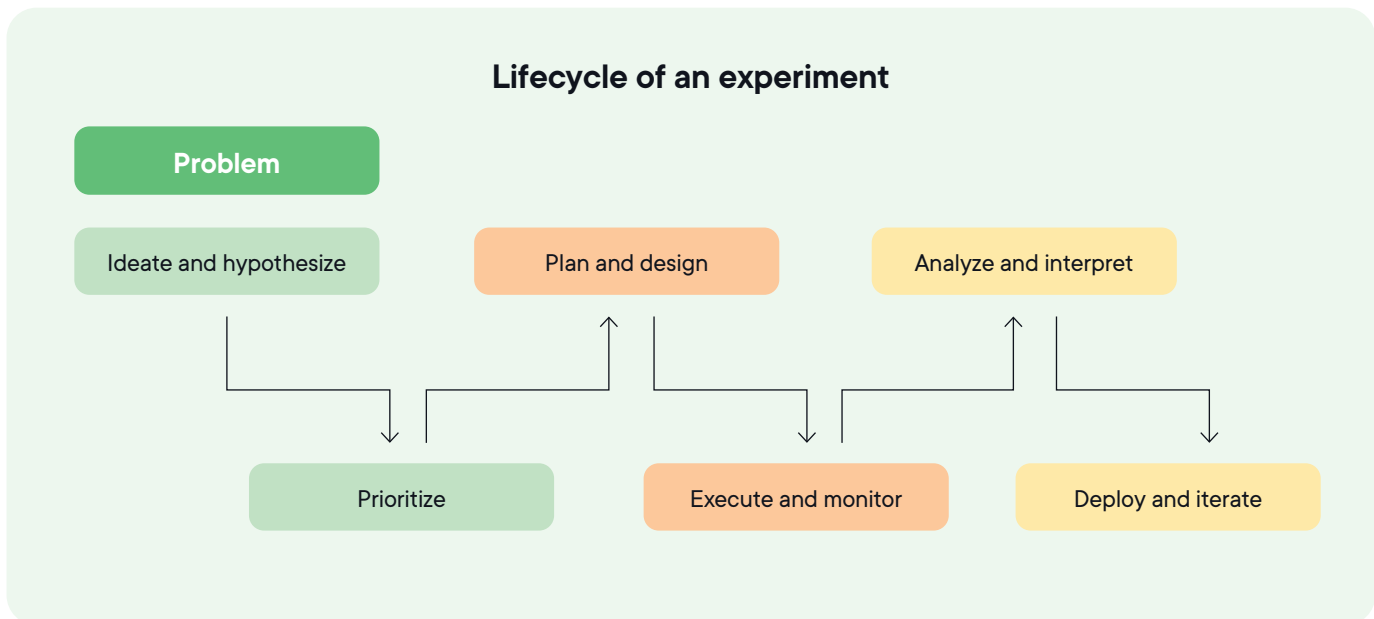 Lifecycle of an experiment
Problem
Ideate and hypothesize
Plan and design
Analyze and interpret
Prioritize
Execute and monitor
Deploy and iterate